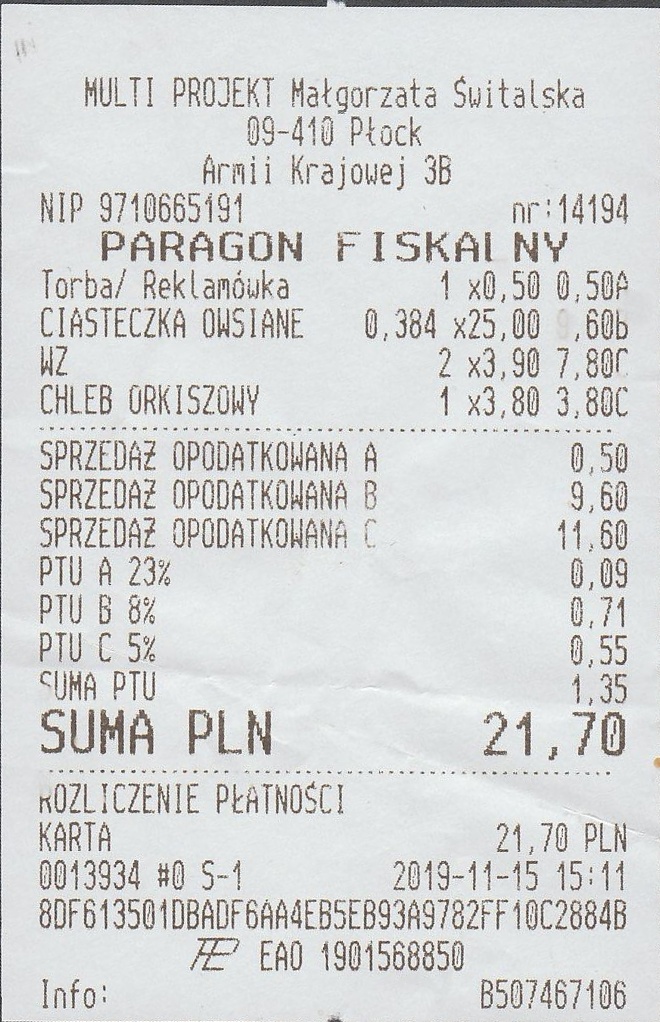 MULTI PROJEKT Małgorzata Świtalska
09-410 Płock
Armii Krajowej 3B
NIP 9710665191 nr:14194
PARAGON FISKALNY
Torba/ Reklamówka 1 x0,50 0,50A
CIASTECZKA OWSIANE 0,384 x25,00 9,60B
WZ 2 x3,90 7,80C
CHLEB ORKISZOWY 1 x3,80 3,80C
SPRZEDAŻ OPODATKOWANA A 0,50
SPRZEDAŻ OPODATKOWANA B 9,60
SPRZEDAŻ OPODATKOWANA C 11,60
PTU A 23% 0,09
PTU B 8% 0,71
PTU C 5% 0,55
SUMA PTU 1,35
SUMA PLN 21,70
ROZLICZENIE PŁATNOŚCI
KARTA 21,70 PLN
0013934 #0 S-1 2019-11-15 15:11
8DF613501DBADF6AA4EB5EB93A9782FF10C2884B
EAO 1901568850
Info: B507467106